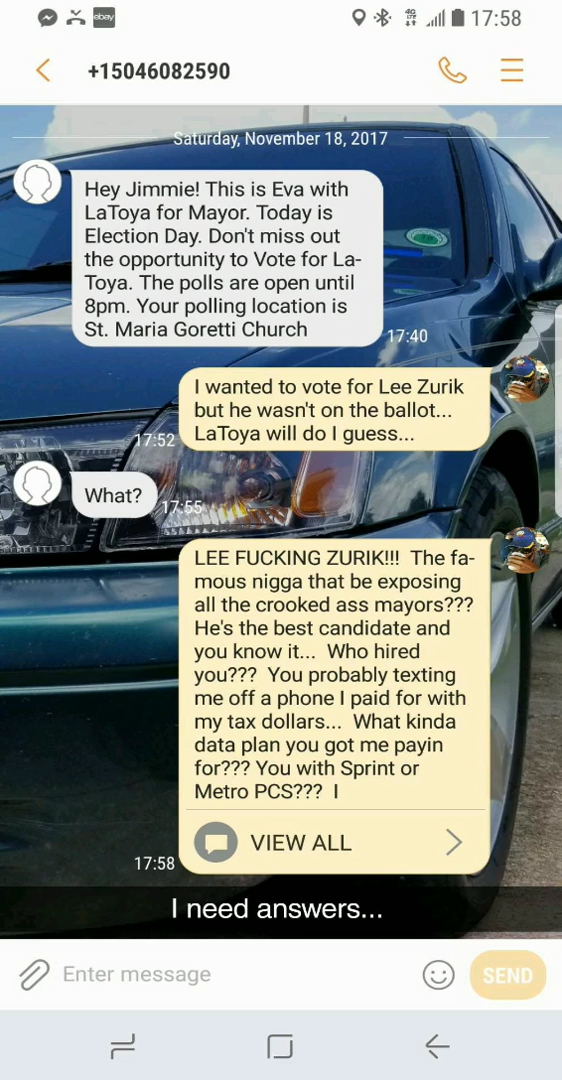 ebay
4G
LTE
17:58
+15046082590
Saturday, November 18, 2017
Hey Jimmie! This is Eva with
LaToya for Mayor. Today is
Election Day. Don't miss out
the opportunity to Vote for La-
Toya. The polls are open until
8pm. Your polling location is
St. Maria Goretti Church
17:40
I wanted to vote for Lee Zurik
but he wasn't on the ballot...
LaToya will do I guess...
17:52
What?
17:55
LEE FUCKING ZURIK!!!  The fa-
mous nigga that be exposing
all the crooked ass mayors???
He's the best candidate and
you know it...  Who hired
you???  You probably texting
me off a phone I paid for with
my tax dollars...  What kinda
data plan you got me payin
for??? You with Sprint or
Metro PCS???  I
VIEW ALL
17:58
I need answers...
Enter message
SEND